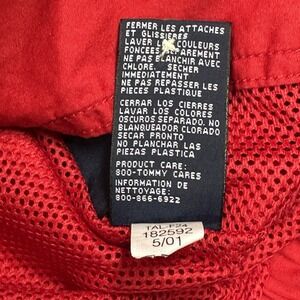 FERMER LES ATTACHES
ET GLISSIERES
LAVER LES COULEURS
FONCEES SEPAREMENT
NE PAS BLANCHIR AVEC
CHLORE. SECHER
IMMEDIATEMENT
NE PAS REPASSER LES
PIECES PLASTIQUE
CERRAR LOS CIERRES
LAVAR LOS COLORES
OSCUROS SEPARADO. NO
BLANQUEADOR CLORADO
SECAR PRONTO
NO PLANCHAR LAS
PIEZAS PLASTICA
PRODUCT CARE:
800-TOMMY CARES
INFORMATION DE
NETTOYAGE:
800-866-6922
TAL-F24
182592
5/01